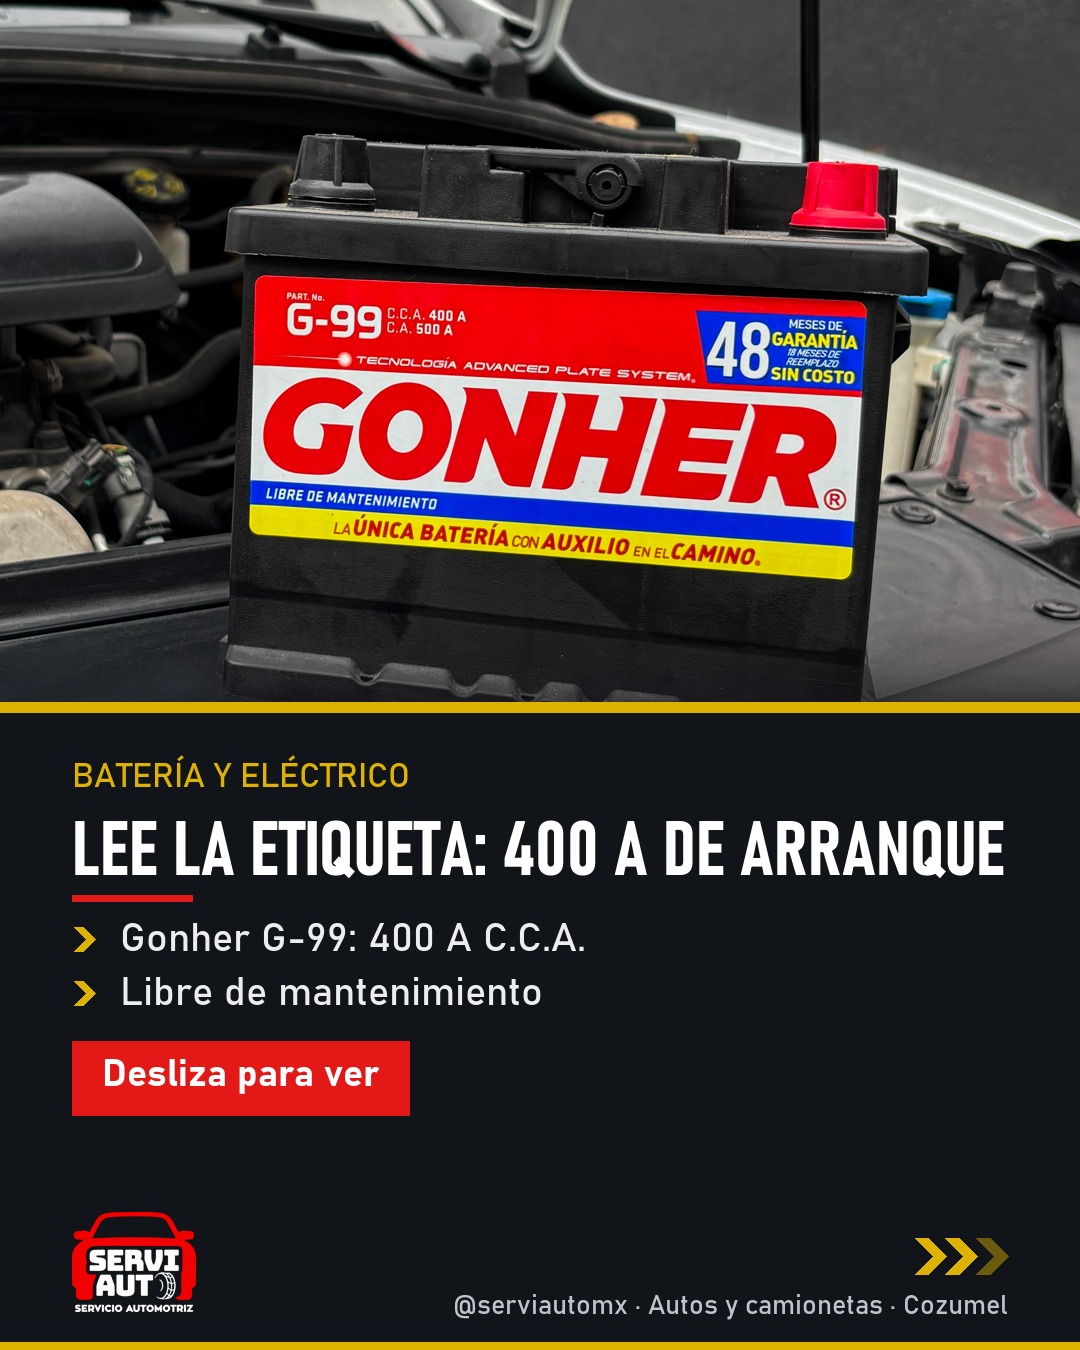 PART. No.
G-99
C.C.A. 400 A
C.A. 500 A
48
MESES DE
GARANTÍA
18 MESES DE
REEMPLAZO
SIN COSTO
TECNOLOGÍA ADVANCED PLATE SYSTEM®
GONHER®
LIBRE DE MANTENIMIENTO
LA ÚNICA BATERÍA CON AUXILIO EN EL CAMINO®
BATERÍA Y ELÉCTRICO
LEE LA ETIQUETA: 400 A DE ARRANQUE
Gonher G-99: 400 A C.C.A.
Libre de mantenimiento
Desliza para ver
SERVI
AUTO
SERVICIO AUTOMOTRIZ
@serviautomx · Autos y camionetas · Cozumel